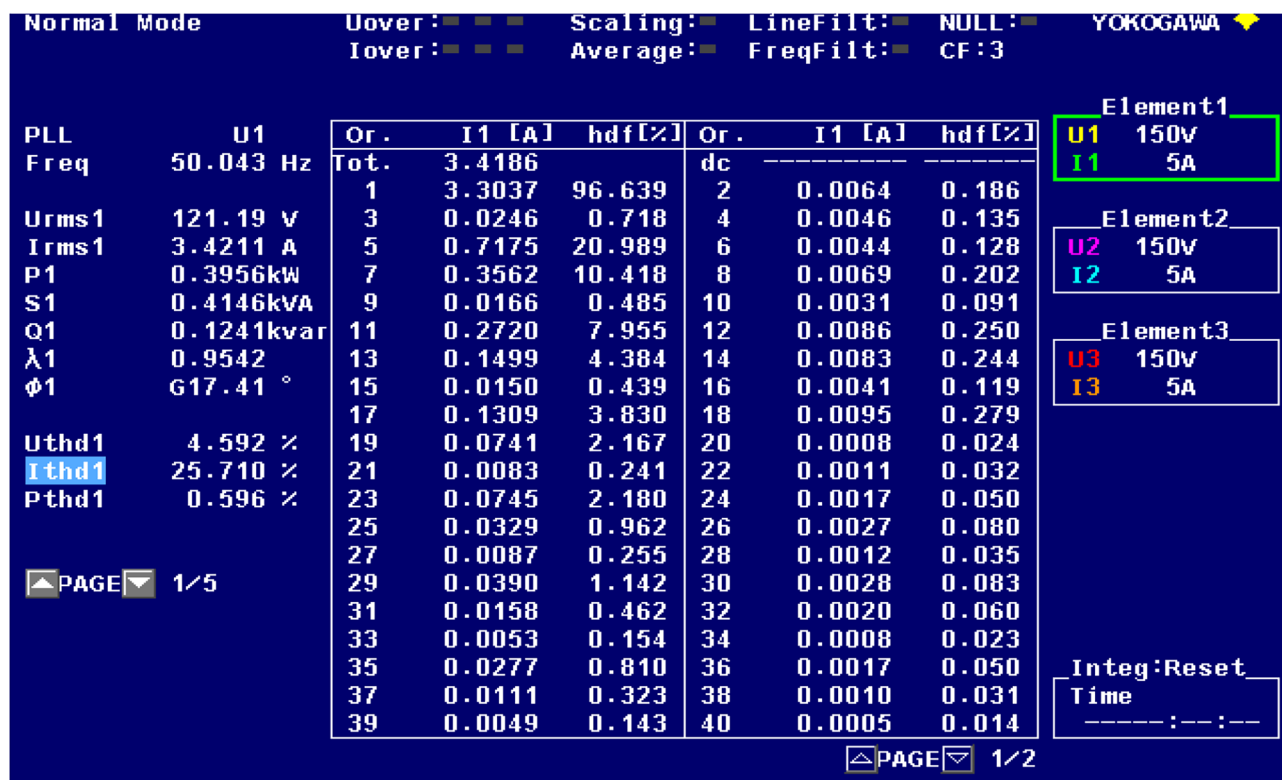 Normal Mode Uover: Scaling: LineFilt: NULL: YOKOGAWA
Iover: Average: FreqFilt: CF:3
Element1
PLL U1 Or. I1 [A] hdf[%] Or. I1 [A] hdf[%] U1 150V
Freq 50.043 Hz Tot. 3.4186 dc --------- ------- I1 5A
1 3.3037 96.639 2 0.0064 0.186
Urms1 121.19 V 3 0.0246 0.718 4 0.0046 0.135 Element2
Irms1 3.4211 A 5 0.7175 20.989 6 0.0044 0.128 U2 150V
P1 0.3956kW 7 0.3562 10.418 8 0.0069 0.202 I2 5A
S1 0.4146kVA 9 0.0166 0.485 10 0.0031 0.091
Q1 0.1241kvar 11 0.2720 7.955 12 0.0086 0.250 Element3
λ1 0.9542 13 0.1499 4.384 14 0.0083 0.244 U3 150V
ϕ1 G17.41 ° 15 0.0150 0.439 16 0.0041 0.119 I3 5A
17 0.1309 3.830 18 0.0095 0.279
Uthd1 4.592 % 19 0.0741 2.167 20 0.0008 0.024
Ithd1 25.710 % 21 0.0083 0.241 22 0.0011 0.032
Pthd1 0.596 % 23 0.0745 2.180 24 0.0017 0.050
25 0.0329 0.962 26 0.0027 0.080
27 0.0087 0.255 28 0.0012 0.035
PAGE 1/5 29 0.0390 1.142 30 0.0028 0.083
31 0.0158 0.462 32 0.0020 0.060
33 0.0053 0.154 34 0.0008 0.023
35 0.0277 0.810 36 0.0017 0.050 Integ:Reset
37 0.0111 0.323 38 0.0010 0.031 Time
39 0.0049 0.143 40 0.0005 0.014 -----:--:--
PAGE 1/2